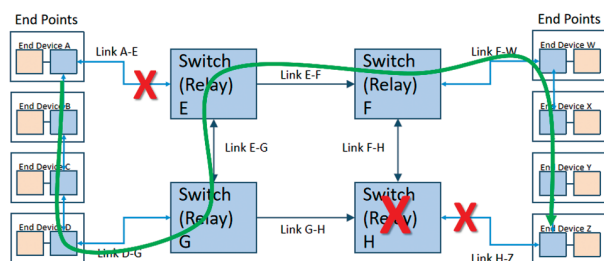 End Points
End Points
End Device A
Link A-E
Switch
(Relay)
E
Link E-F
Switch
(Relay)
F
Link F-W
End Device W
End Device B
End Device X
Link E-G
Link F-H
End Device C
End Device Y
End Device D
Link D-G
Switch
(Relay)
G
Link G-H
Switch
(Relay)
H
Link H-Z
End Device Z